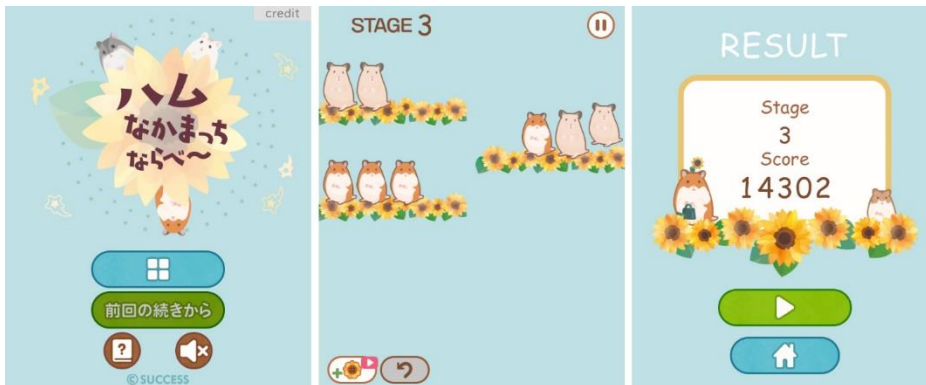 credit
ハム
なかまっち
ならべ〜
前回の続きから
?
© SUCCESS
STAGE 3
+
RESULT
Stage
3
Score
14302